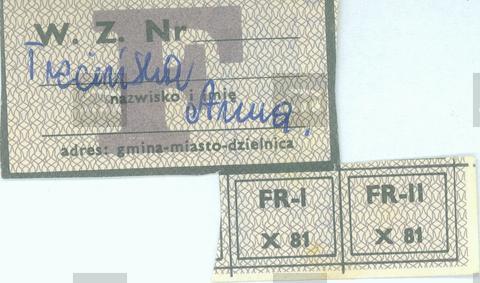 W. Z. Nr
F
nazwisko i imię
Anna.
adres: gmina-miasto-dzielnica
FR-I
FR-II
X 81
X 81